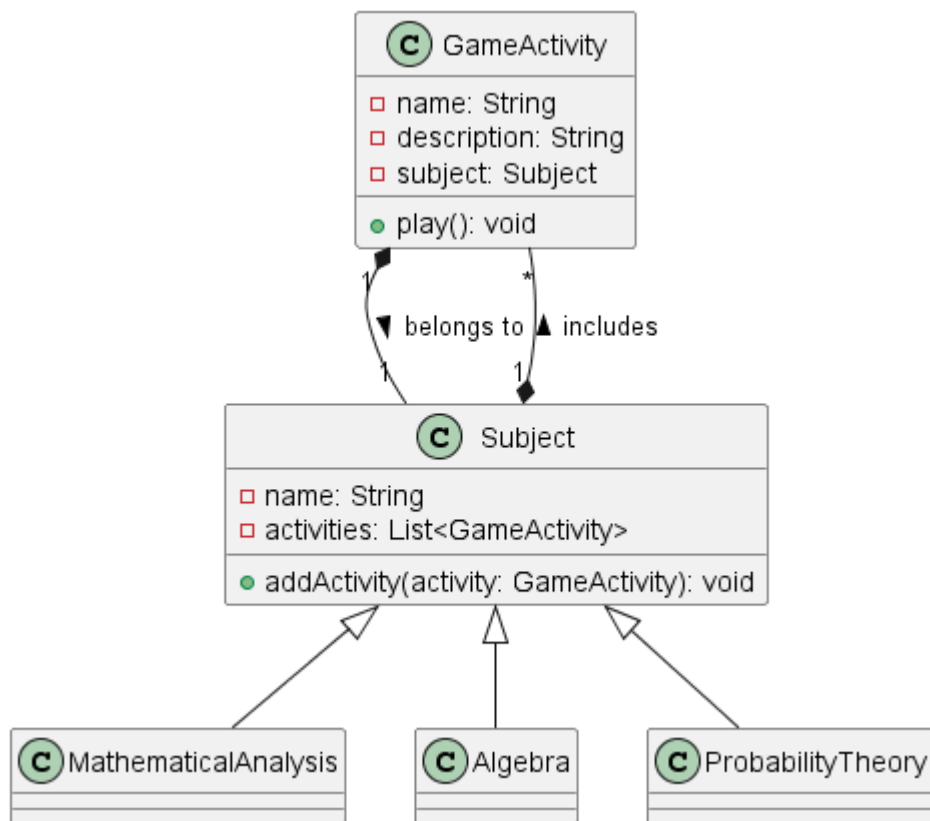 C GameActivity
name: String
description: String
subject: Subject
play(): void
1
*
belongs to
includes
1
1
C Subject
name: String
activities: List<GameActivity>
addActivity(activity: GameActivity): void
C MathematicalAnalysis
C Algebra
C ProbabilityTheory